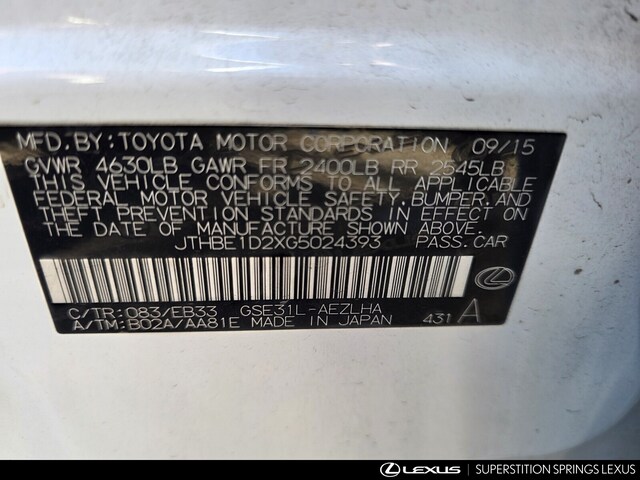 MFD. BY: TOYOTA MOTOR CORPORATION 09/15
GVWR 4630LB GAWR FR 2400LB RR 2545LB
THIS VEHICLE CONFORMS TO ALL APPLICABLE
FEDERAL MOTOR VEHICLE SAFETY, BUMPER, AND
THEFT PREVENTION STANDARDS IN EFFECT ON
THE DATE OF MANUFACTURE SHOWN ABOVE.
JTHBE1D2XG5024393 PASS. CAR
C/TR: 083/EB33 GSE31L-AEZLHA
A/TM: B02A/AA81E MADE IN JAPAN 431 A
LEXUS | SUPERSTITION SPRINGS LEXUS